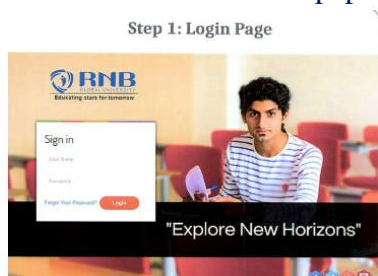 Step 1: Login Page
RNB
GLOBAL UNIVERSITY
Educating stars for tomorrow
Sign in
User Name
Password
Forgot Your Password?
Login
"Explore New Horizons"